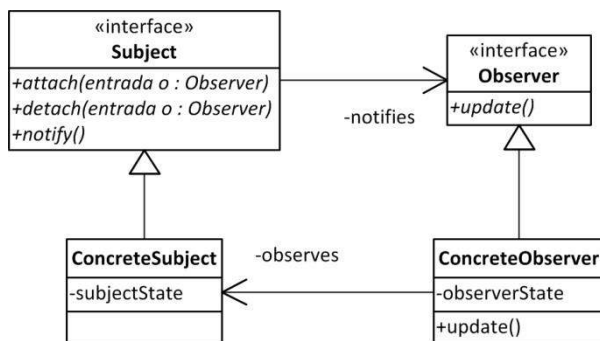 «interface»
Subject
+attach(entrada o : Observer)
+detach(entrada o : Observer)
+notify()
«interface»
Observer
+update()
-notifies
ConcreteSubject
-subjectState
-observes
ConcreteObserver
-observerState
+update()